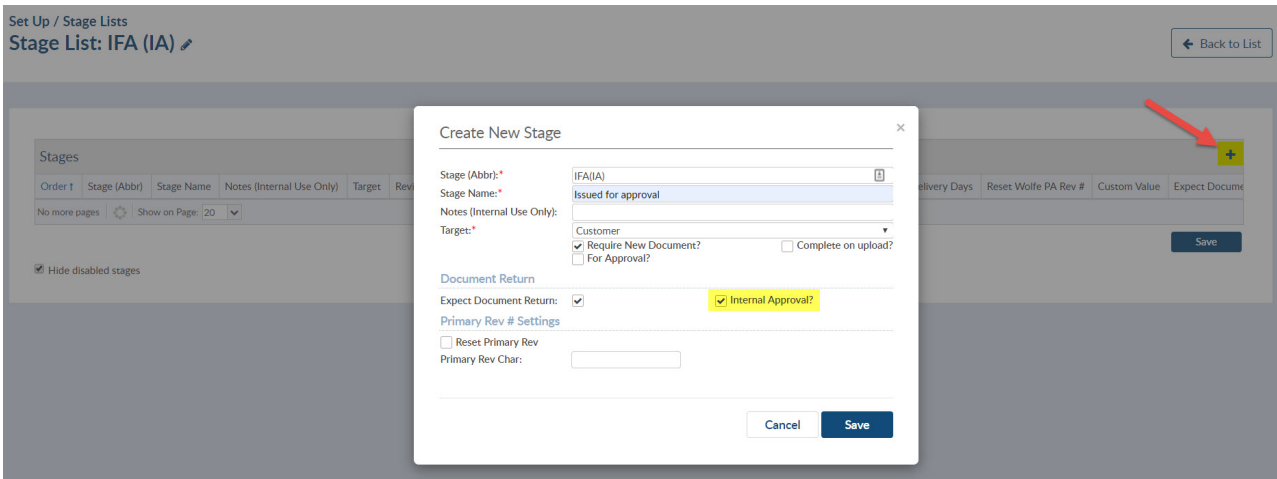 Set Up / Stage Lists
Stage List: IFA (IA)
Back to List
Stages
Order↑ Stage (Abbr) Stage Name Notes (Internal Use Only) Target Revi
elivery Days Reset Wolfe PA Rev # Custom Value Expect Docume
No more pages Show on Page: 20
Save
Hide disabled stages
Create New Stage
×
Stage (Abbr):* IFA(IA)
Stage Name:* Issued for approval
Notes (Internal Use Only):
Target:* Customer
Require New Document? Complete on upload?
For Approval?
Document Return
Expect Document Return: Internal Approval?
Primary Rev # Settings
Reset Primary Rev
Primary Rev Char:
Cancel Save